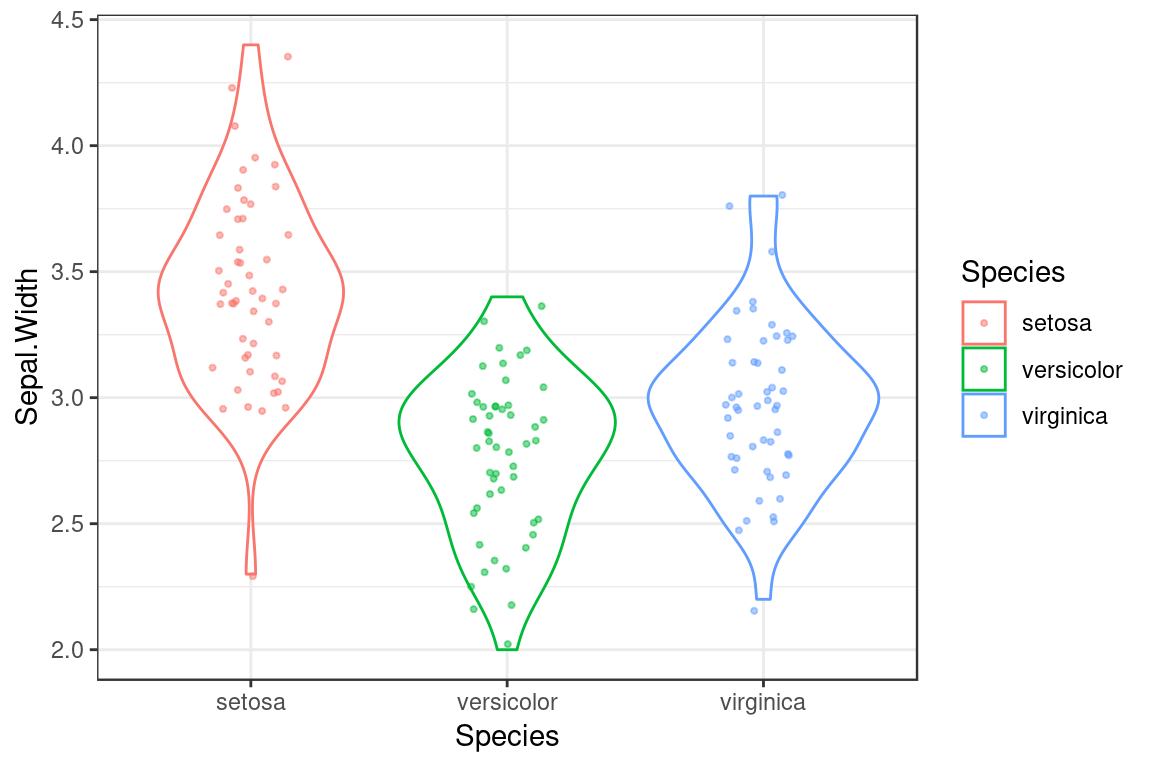 4.5
4.0
3.5
3.0
2.5
2.0
Sepal.Width
setosa
versicolor
virginica
Species
Species
setosa
versicolor
virginica